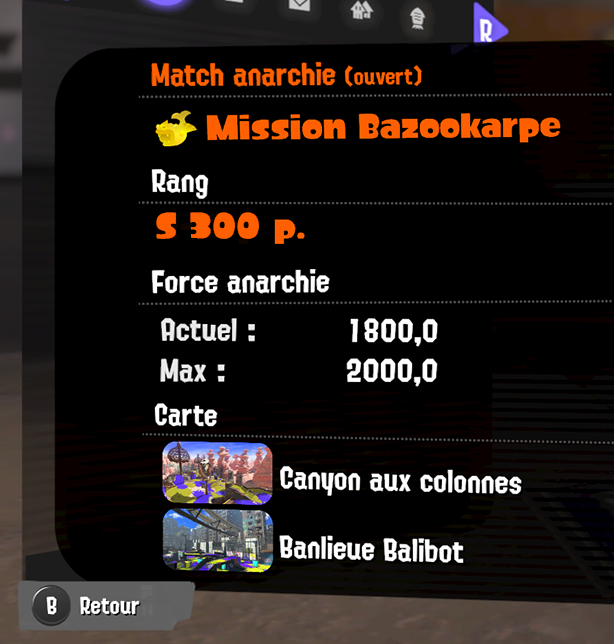 R
Match anarchie (ouvert)
Mission Bazookarpe
Rang
S 300 p.
Force anarchie
Actuel : 1800,0
Max : 2000,0
Carte
Canyon aux colonnes
Banlieue Balibot
B Retour